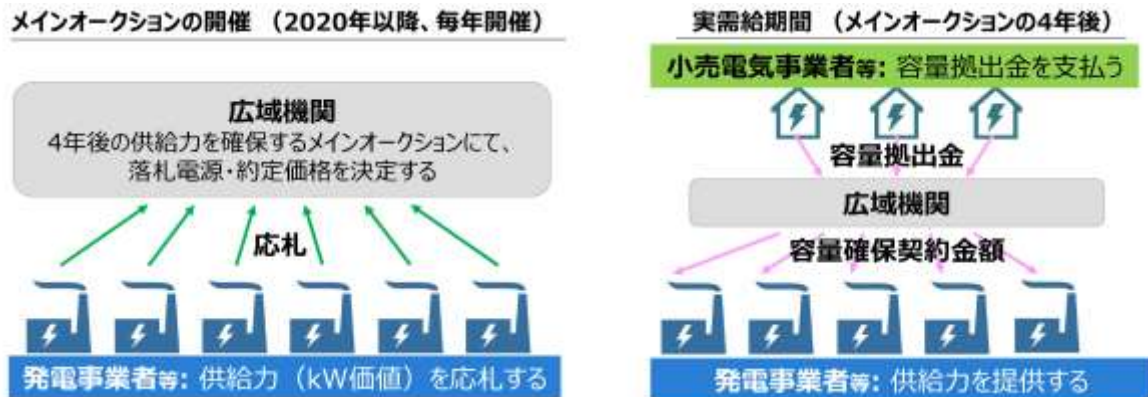 メインオークションの開催 （2020年以降、毎年開催）
広域機関
4年後の供給力を確保するメインオークションにて、
落札電源・約定価格を決定する
応札
発電事業者等: 供給力（kW価値）を応札する
実需給期間 （メインオークションの4年後）
小売電気事業者等: 容量拠出金を支払う
容量拠出金
広域機関
容量確保契約金額
発電事業者等: 供給力を提供する